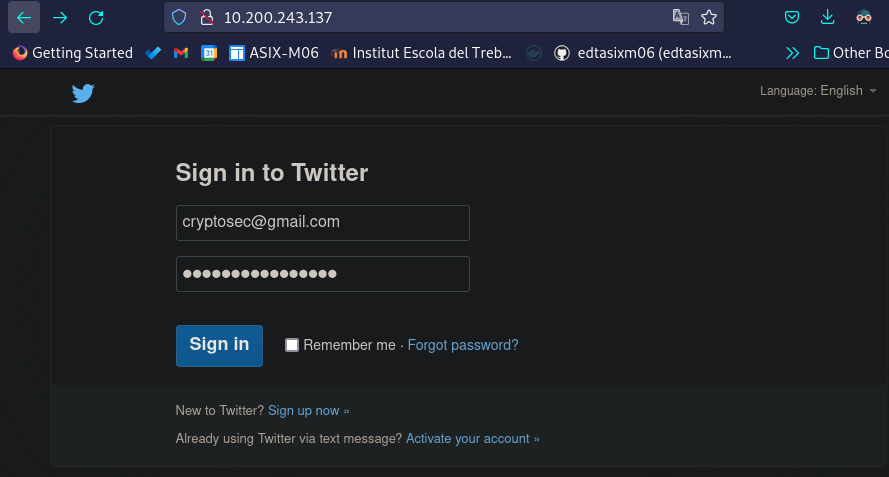 10.200.243.137
Getting Started ASIX-M06 Institut Escola del Treb... edtasixm06 (edtasixm... Other Bo
Language: English
Sign in to Twitter
cryptosec@gmail.com
●●●●●●●●●●●●●●●●
Sign in Remember me · Forgot password?
New to Twitter? Sign up now »
Already using Twitter via text message? Activate your account »